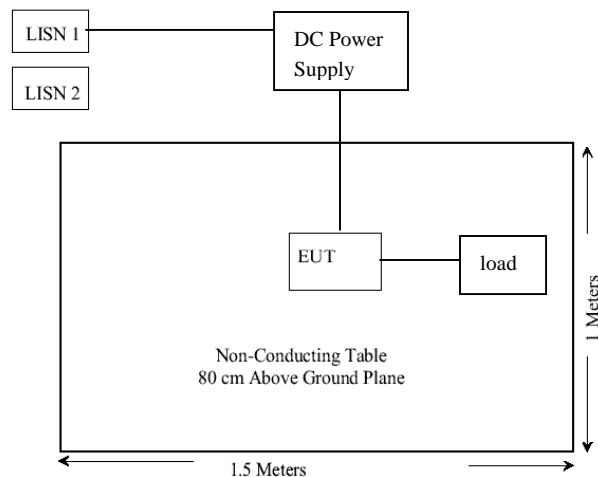 LISN 1
DC Power
Supply
LISN 2
EUT
load
Non-Conducting Table
80 cm Above Ground Plane
1 Meters
1.5 Meters